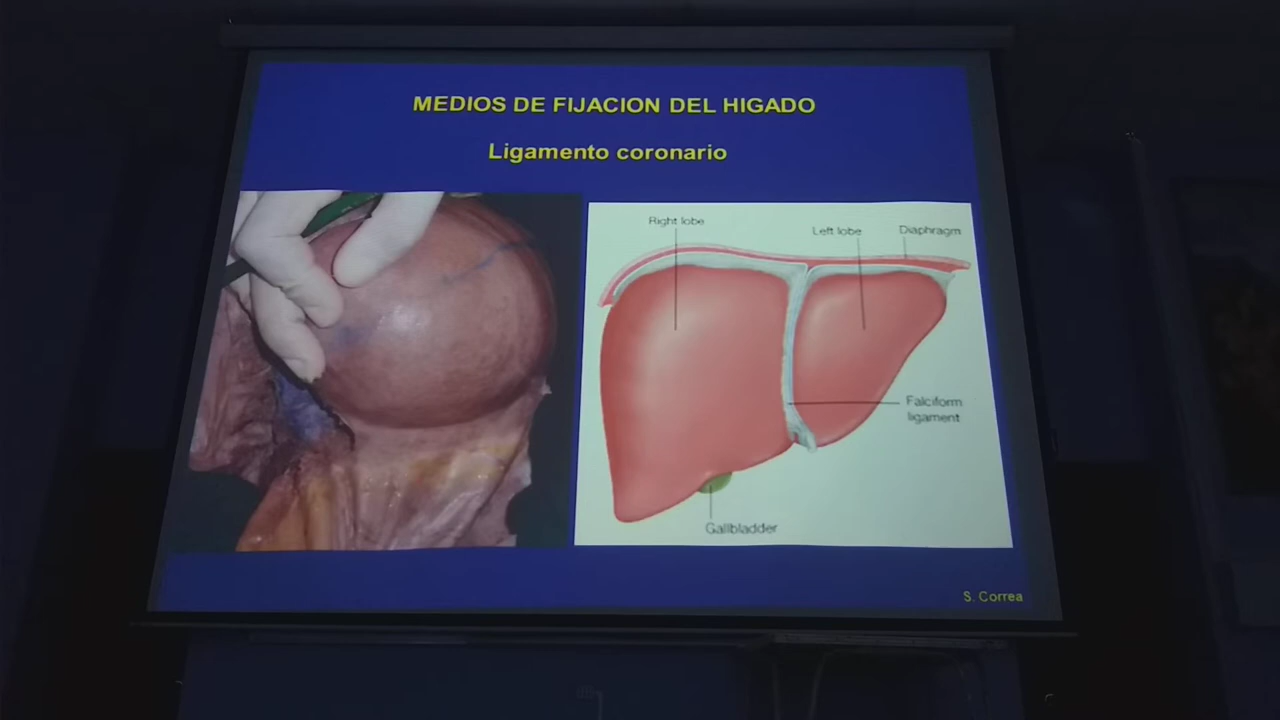 MEDIOS DE FIJACION DEL HIGADO
Ligamento coronario
Right lobe
Left lobe
Diaphragm
Falciform
ligament
Gallbladder
S. Correa